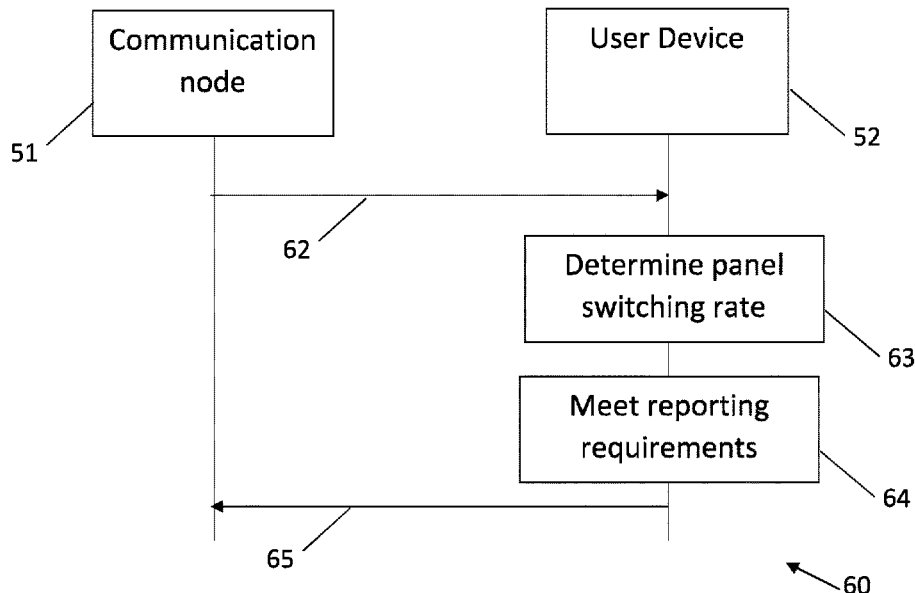 Communication
node
User Device
51
52
62
Determine panel
switching rate
63
Meet reporting
requirements
64
65
60